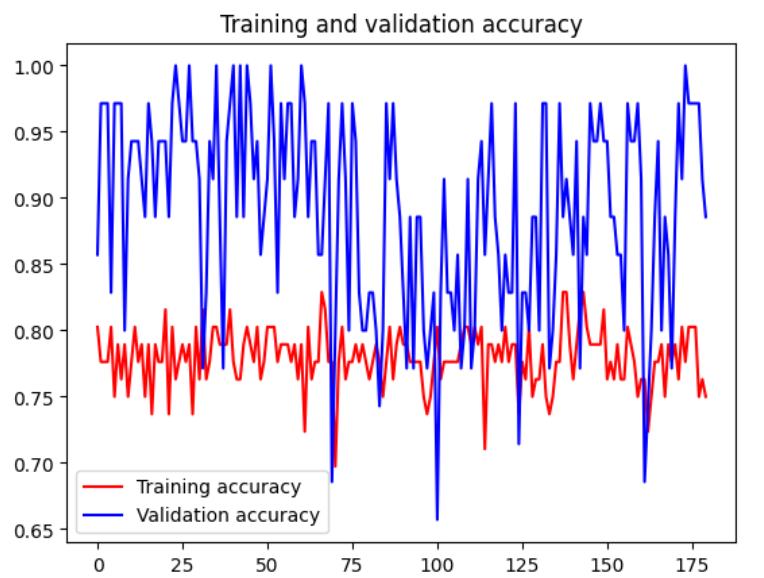 Training and validation accuracy
1.00
0.95
0.90
0.85
0.80
0.75
0.70
0.65
Training accuracy
Validation accuracy
0 25 50 75 100 125 150 175